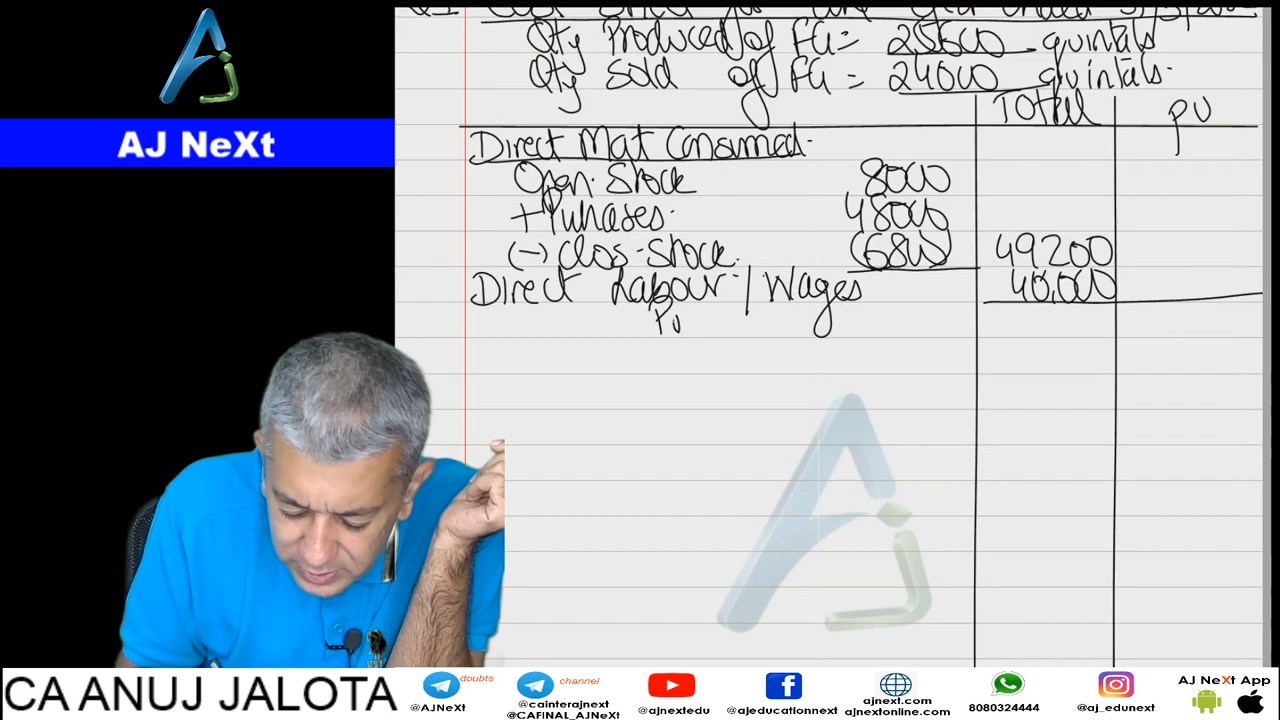 Qty Produced of FG = 25600 quintals
Qty Sold of FG = 24000 quintals.
Total PU
Direct Mat Consumed.
Open. Stock 8000
+ Puhases. 48000
(-) Clos-Stock. (6800) 49200
Direct Labour / Wages 40,000
Pu
AJ NeXt
CA ANUJ JALOTA
doubts
@AJNeXt
channel
@cainterajnext
@CAFINAL_AJNeXt
@ajnextedu
@ajeducationnext
ajnext.com
ajnextonline.com
8080324444
@aj_edunext
AJ NeXt App